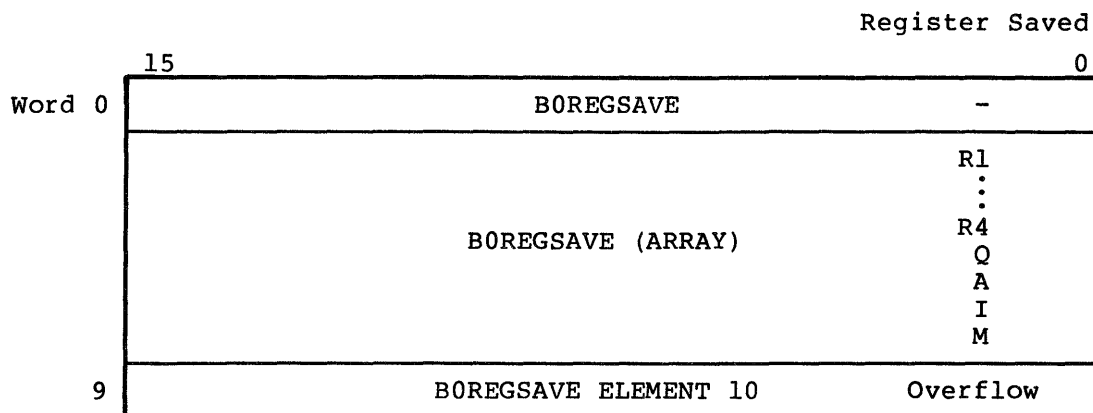 Register Saved
15 0
Word 0 B0REGSAVE -
R1
⋮
R4
B0REGSAVE (ARRAY)
Q
A
I
M
9 B0REGSAVE ELEMENT 10 Overflow